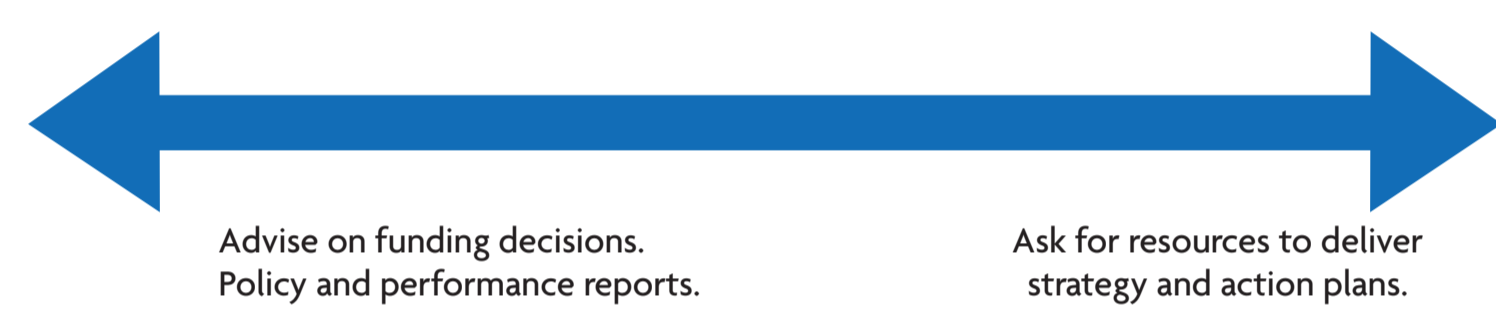 Advise on funding decisions.
Policy and performance reports.
Ask for resources to deliver
strategy and action plans.